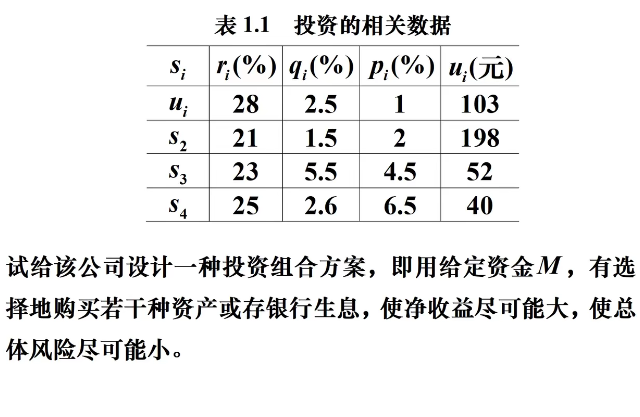 表 1.1 投资的相关数据
s_i r_i(%) q_i(%) p_i(%) u_i(元)
u_i 28 2.5 1 103
s_2 21 1.5 2 198
s_3 23 5.5 4.5 52
s_4 25 2.6 6.5 40
试给该公司设计一种投资组合方案，即用给定资金M，有选
择地购买若干种资产或存银行生息，使净收益尽可能大，使总
体风险尽可能小。